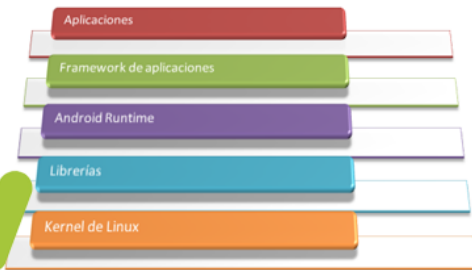 Aplicaciones
Framework de aplicaciones
Android Runtime
Librerías
Kernel de Linux